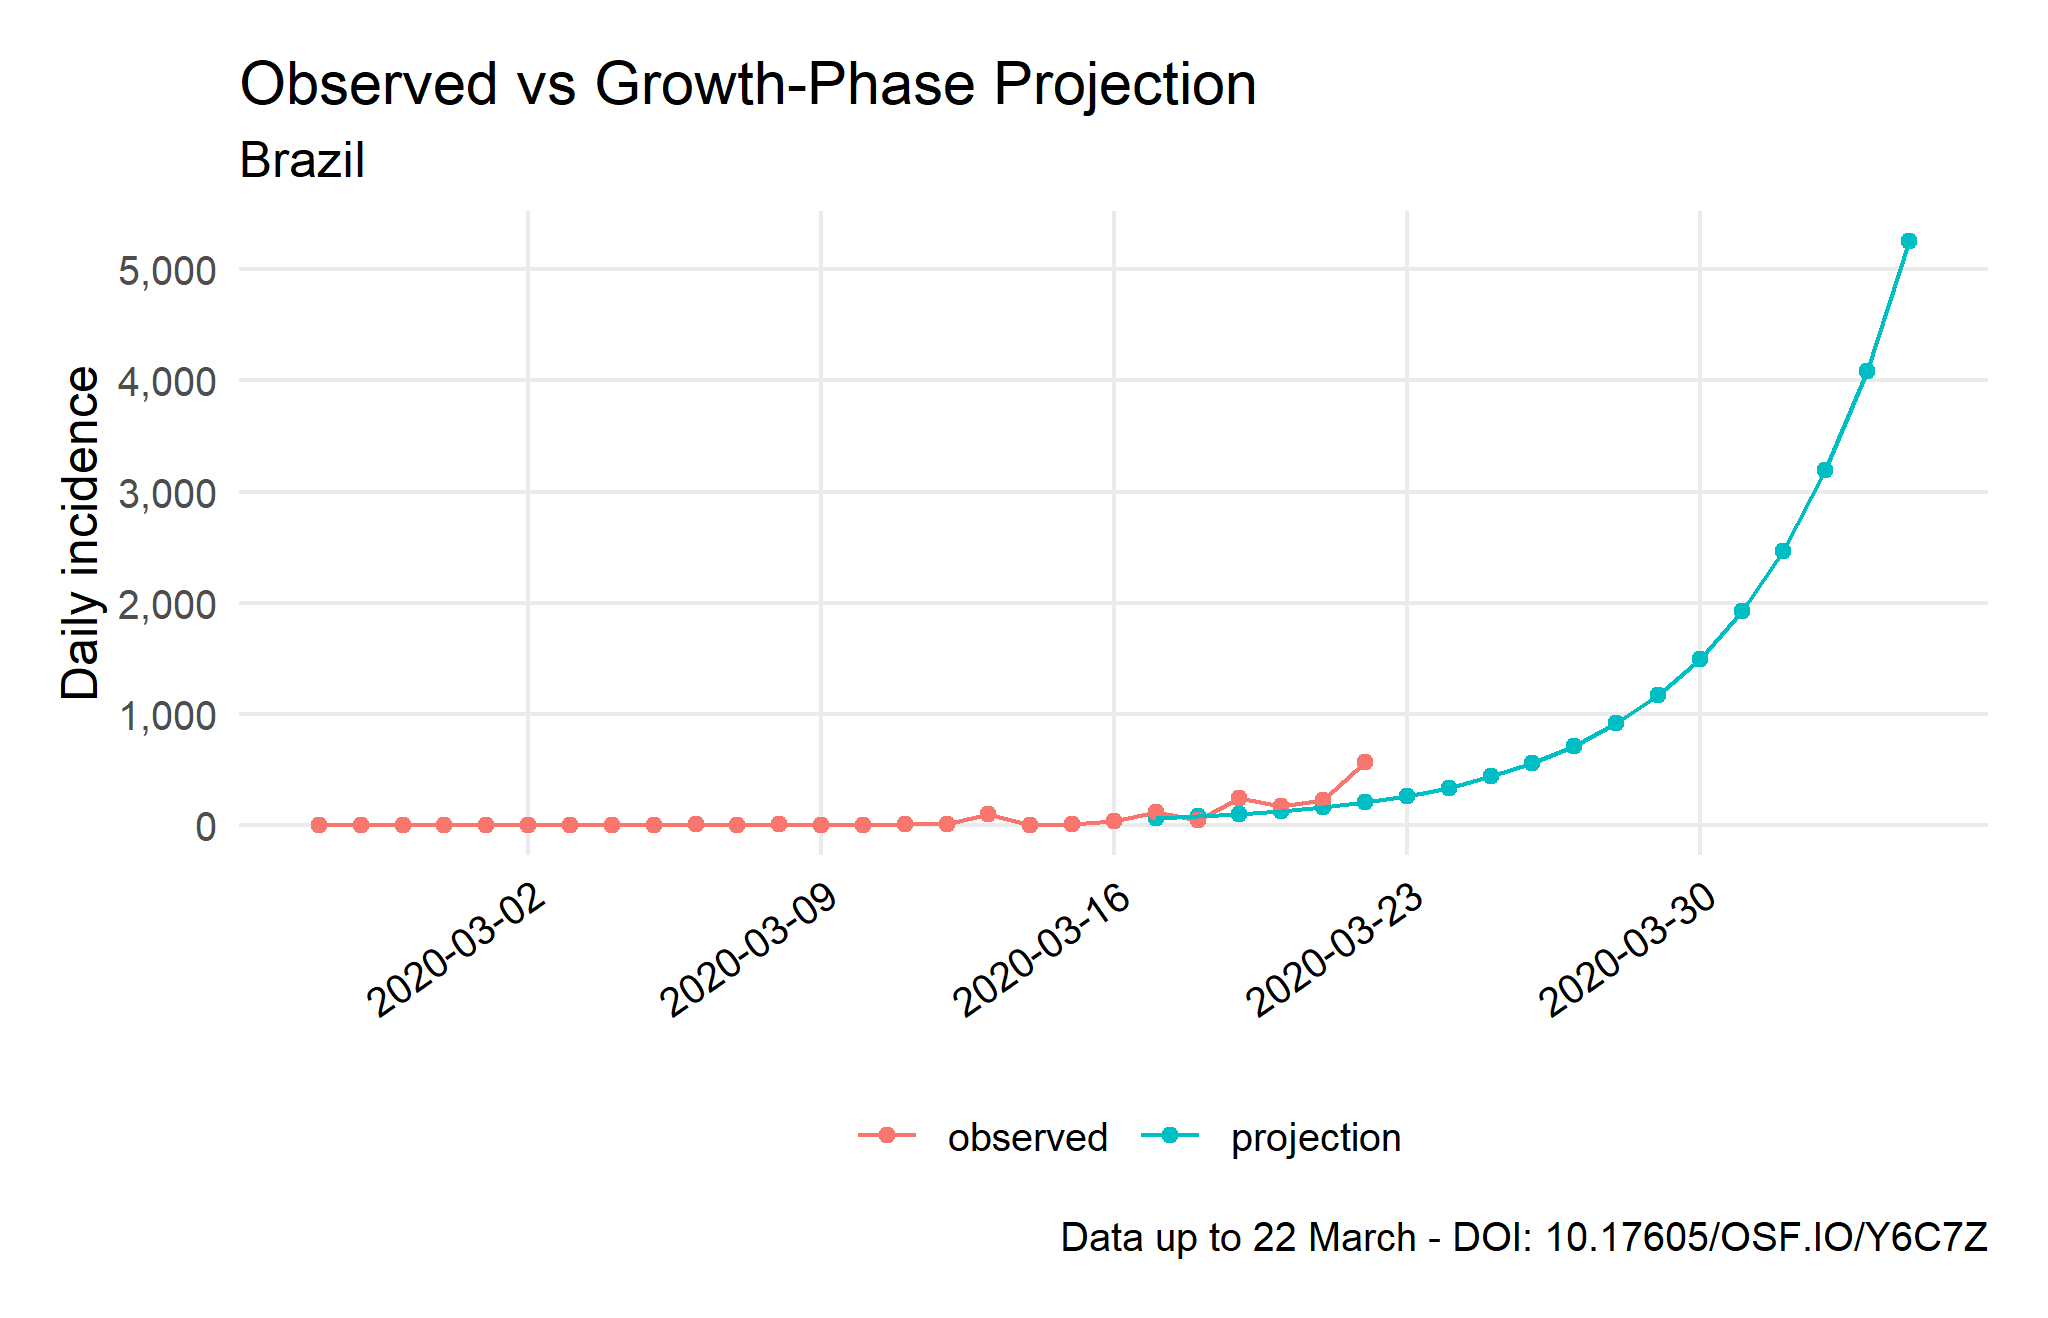 Observed vs Growth-Phase Projection
Brazil
Daily incidence
5,000
4,000
3,000
2,000
1,000
0
2020-03-02
2020-03-09
2020-03-16
2020-03-23
2020-03-30
observed
projection
Data up to 22 March - DOI: 10.17605/OSF.IO/Y6C7Z